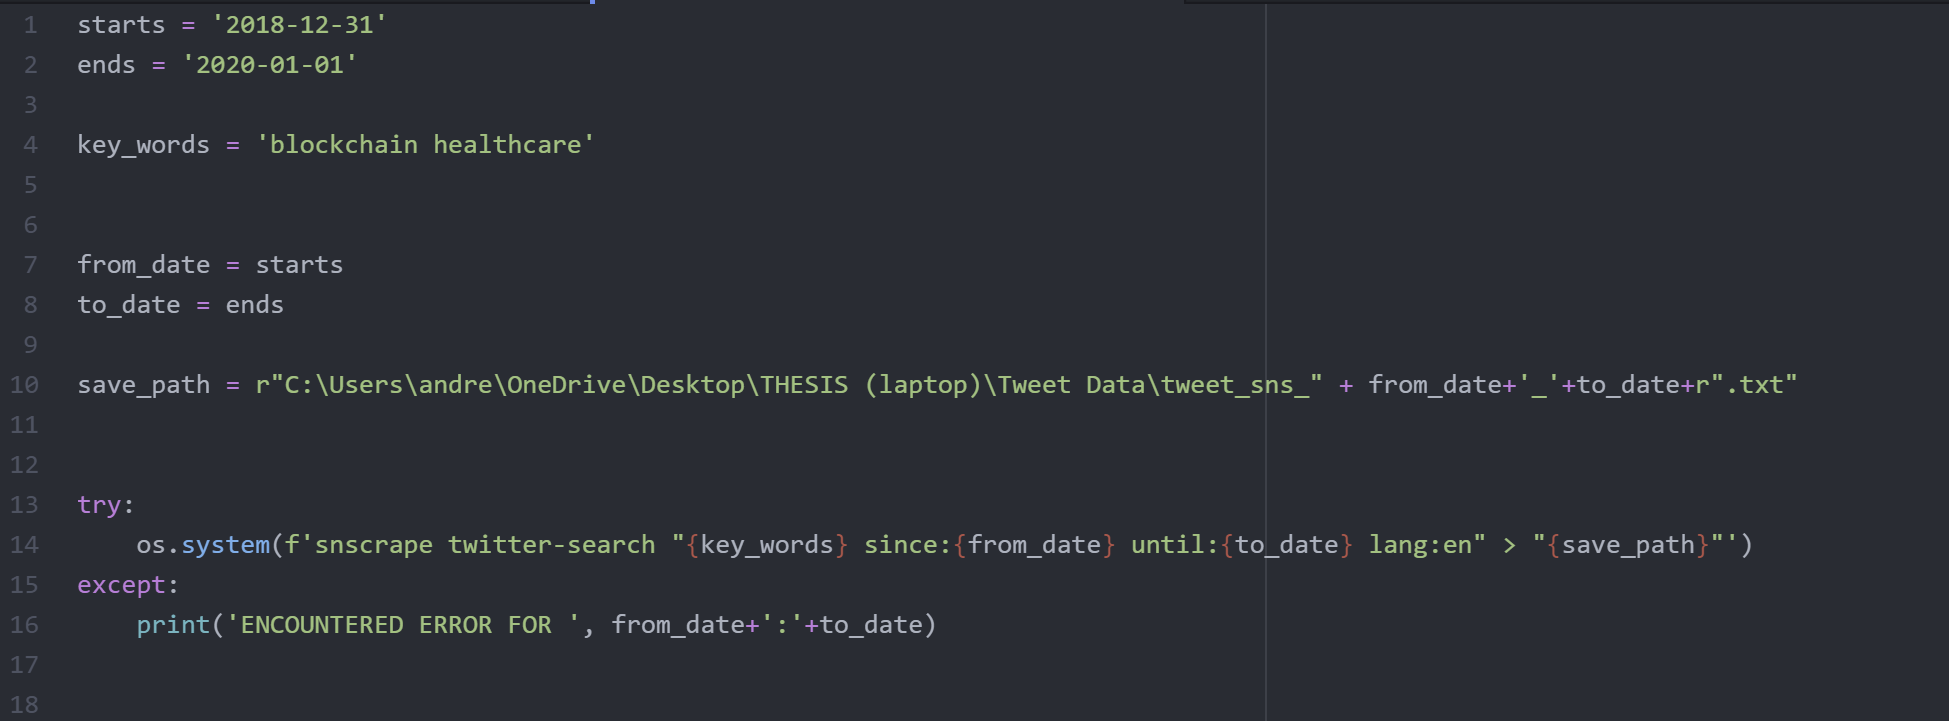 1 starts = '2018-12-31'
2 ends = '2020-01-01'
3
4 key_words = 'blockchain healthcare'
5
6
7 from_date = starts
8 to_date = ends
9
10 save_path = r"C:\Users\andre\OneDrive\Desktop\THESIS (laptop)\Tweet Data\tweet_sns_" + from_date+'_'+to_date+r".txt"
11
12
13 try:
14     os.system(f'snscrape twitter-search "{key_words} since:{from_date} until:{to_date} lang:en" > "{save_path}"')
15 except:
16     print('ENCOUNTERED ERROR FOR ', from_date+':'+to_date)
17
18